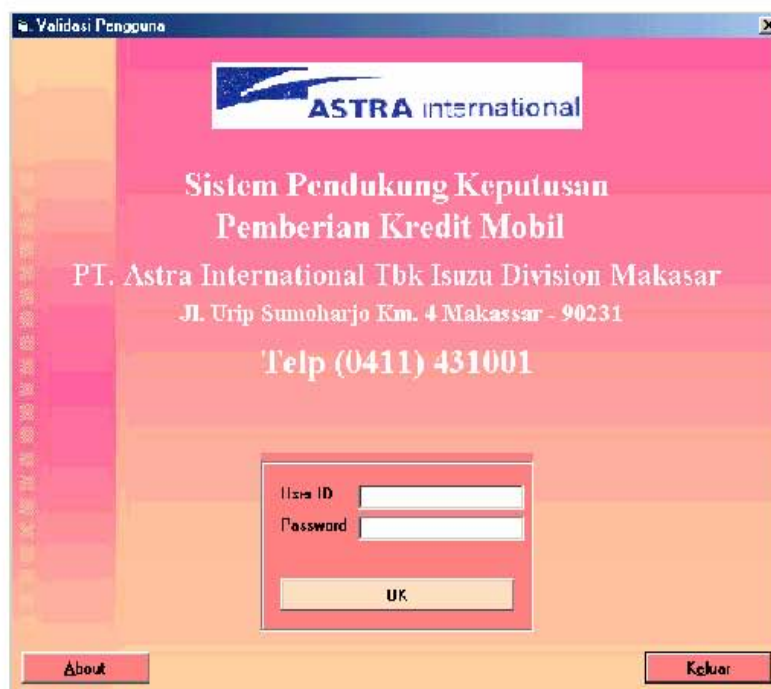 Validasi Pengguna
ASTRA international
Sistem Pendukung Keputusan
Pemberian Kredit Mobil
PT. Astra International Tbk Isuzu Division Makasar
Jl. Urip Sumoharjo Km. 4 Makassar - 90231
Telp (0411) 431001
User ID
Password
OK
About
Keluar